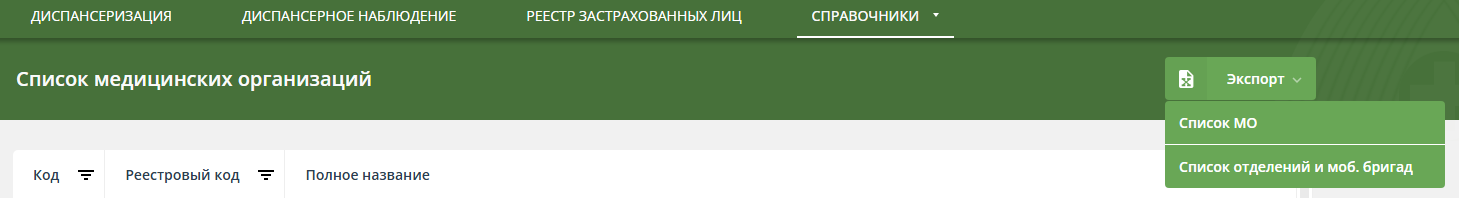 ДИСПАНСЕРИЗАЦИЯ ДИСПАНСЕРНОЕ НАБЛЮДЕНИЕ РЕЕСТР ЗАСТРАХОВАННЫХ ЛИЦ СПРАВОЧНИКИ
Список медицинских организаций Экспорт
Список МО
Список отделений и моб. бригад
Код Реестровый код Полное название